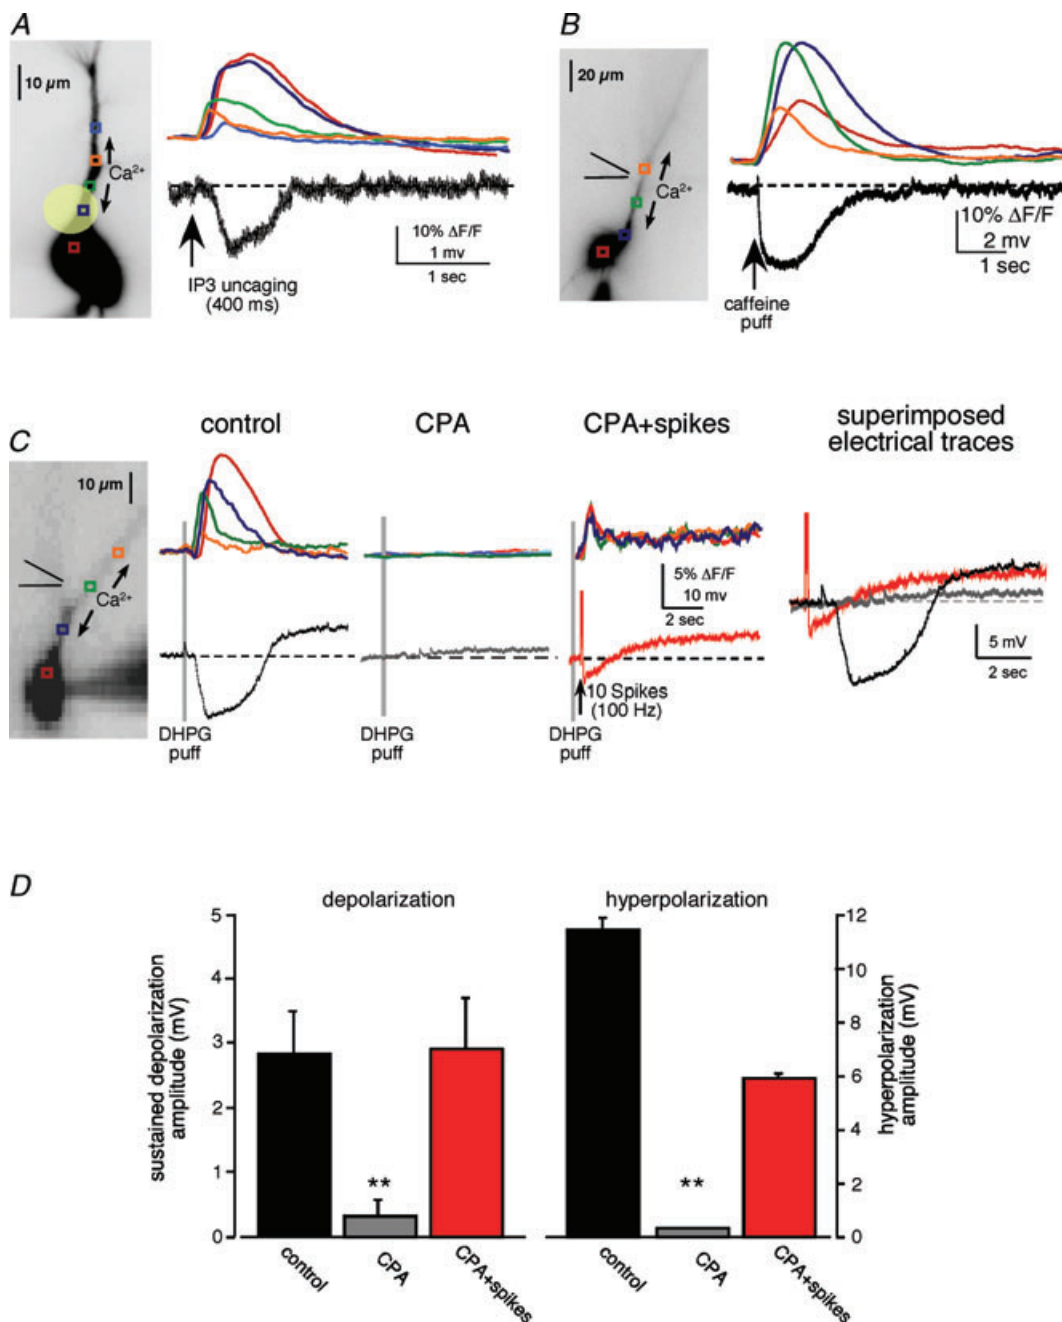 A
10 µm
Ca2+
IP3 uncaging
(400 ms)
10% ΔF/F
1 mv
1 sec
B
20 µm
Ca2+
caffeine
puff
10% ΔF/F
2 mv
1 sec
C
10 µm
Ca2+
control
DHPG
puff
CPA
DHPG
puff
CPA+spikes
5% ΔF/F
10 mv
2 sec
10 Spikes
(100 Hz)
DHPG
puff
superimposed
electrical traces
5 mV
2 sec
D
depolarization
sustained depolarization
amplitude (mV)
5
4
3
2
1
0
**
control
CPA
CPA+spikes
hyperpolarization
**
control
CPA
CPA+spikes
12
10
8
6
4
2
0
hyperpolarization
amplitude (mV)